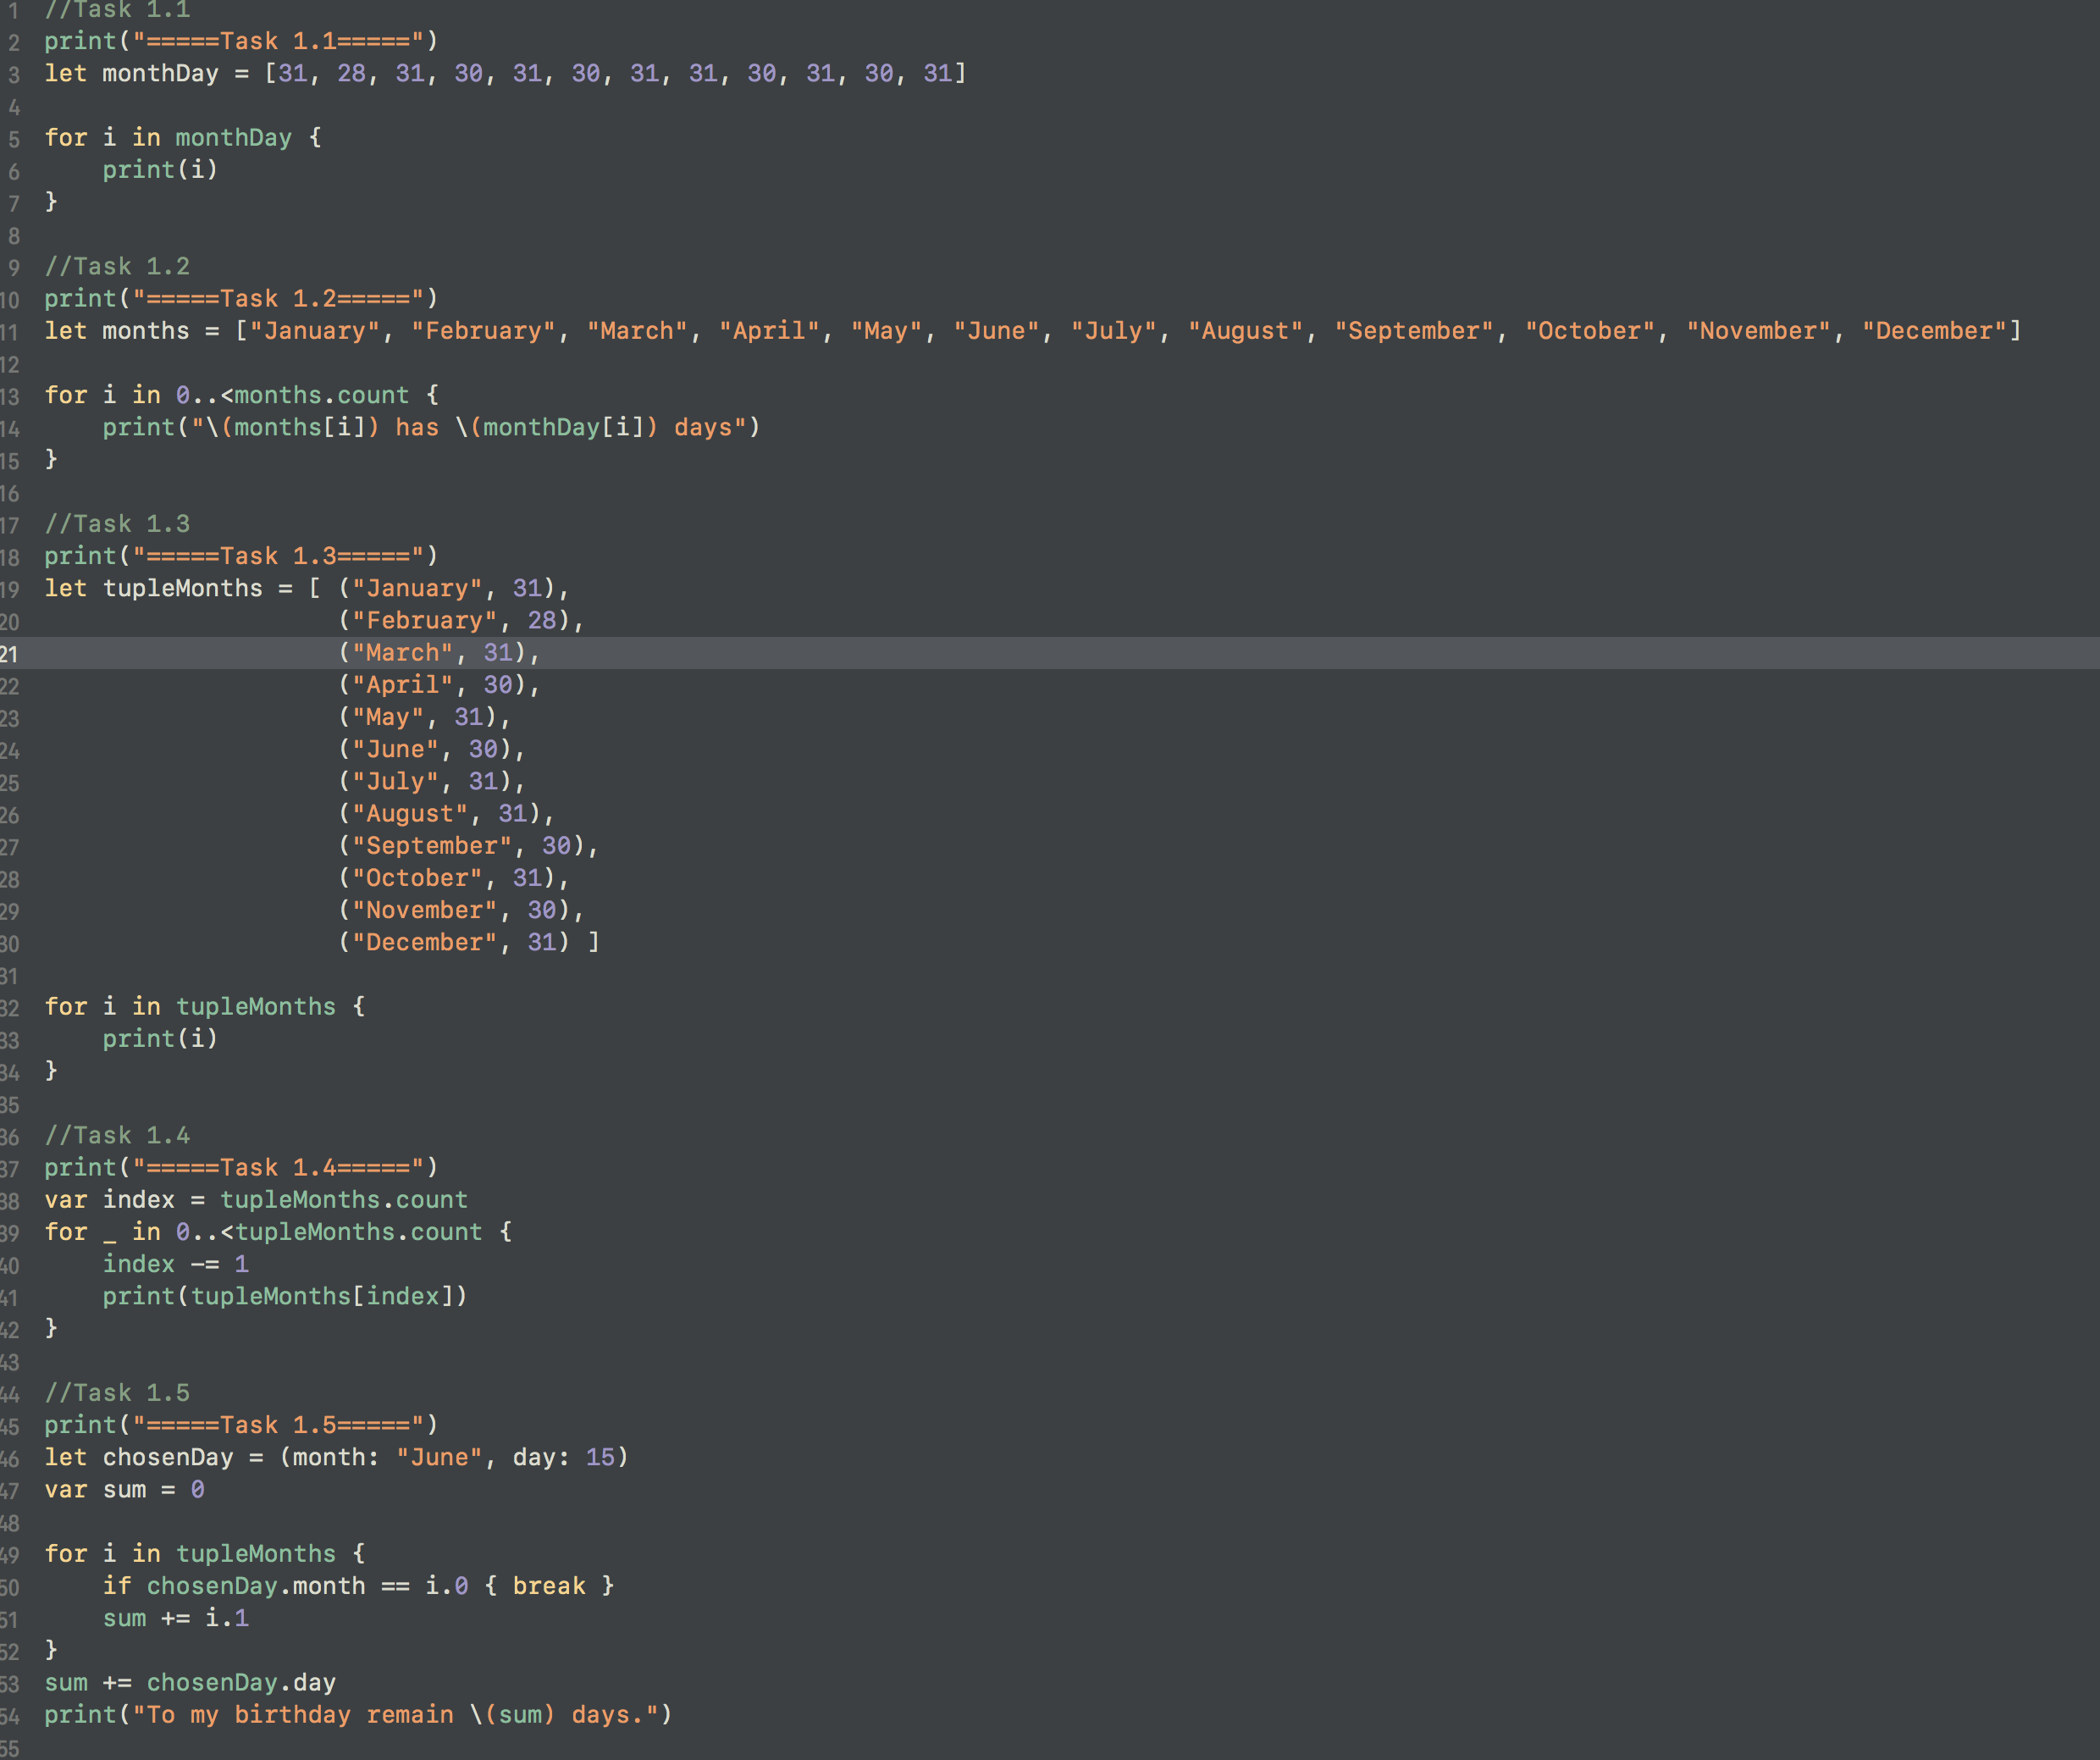 1 //Task 1.1
2 print("=====Task 1.1=====")
3 let monthDay = [31, 28, 31, 30, 31, 30, 31, 31, 30, 31, 30, 31]
4
5 for i in monthDay {
6     print(i)
7 }
8
9 //Task 1.2
10 print("=====Task 1.2=====")
11 let months = ["January", "February", "March", "April", "May", "June", "July", "August", "September", "October", "November", "December"]
12
13 for i in 0..<months.count {
14     print("\(months[i]) has \(monthDay[i]) days")
15 }
16
17 //Task 1.3
18 print("=====Task 1.3=====")
19 let tupleMonths = [ ("January", 31),
20                     ("February", 28),
21                     ("March", 31),
22                     ("April", 30),
23                     ("May", 31),
24                     ("June", 30),
25                     ("July", 31),
26                     ("August", 31),
27                     ("September", 30),
28                     ("October", 31),
29                     ("November", 30),
30                     ("December", 31) ]
31
32 for i in tupleMonths {
33     print(i)
34 }
35
36 //Task 1.4
37 print("=====Task 1.4=====")
38 var index = tupleMonths.count
39 for _ in 0..<tupleMonths.count {
40     index -= 1
41     print(tupleMonths[index])
42 }
43
44 //Task 1.5
45 print("=====Task 1.5=====")
46 let chosenDay = (month: "June", day: 15)
47 var sum = 0
48
49 for i in tupleMonths {
50     if chosenDay.month == i.0 { break }
51     sum += i.1
52 }
53 sum += chosenDay.day
54 print("To my birthday remain \(sum) days.")
55